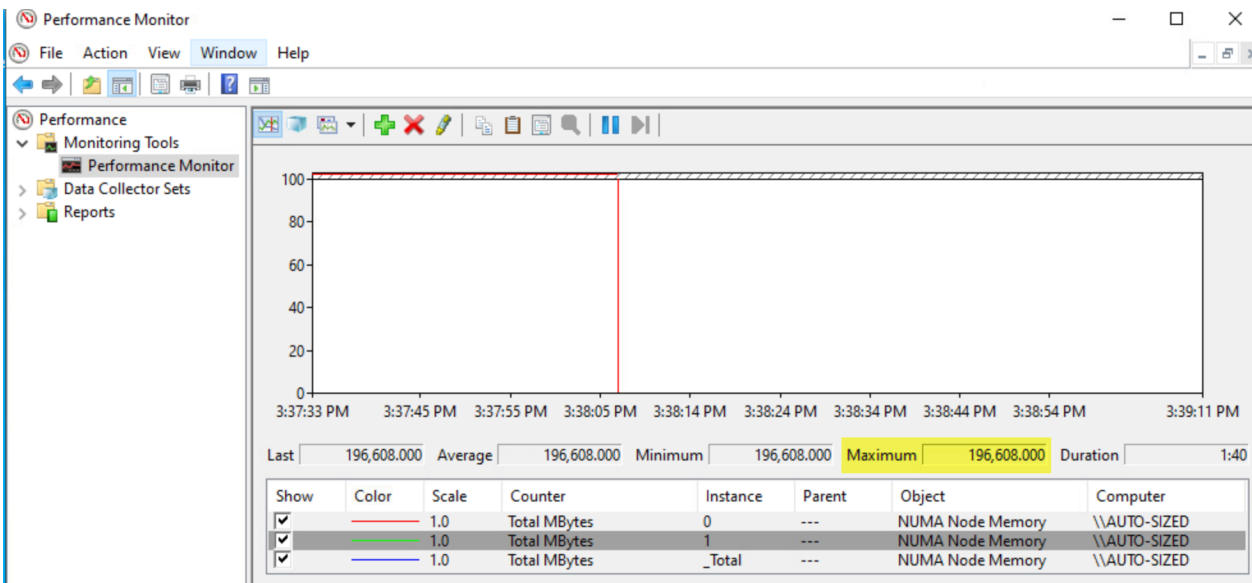 Performance Monitor
File Action View Window Help
Performance
Monitoring Tools
Performance Monitor
Data Collector Sets
Reports
100
80
60
40
20
0
3:37:33 PM 3:37:45 PM 3:37:55 PM 3:38:05 PM 3:38:14 PM 3:38:24 PM 3:38:34 PM 3:38:44 PM 3:38:54 PM 3:39:11 PM
Last 196,608.000 Average 196,608.000 Minimum 196,608.000 Maximum 196,608.000 Duration 1:40
Show Color Scale Counter Instance Parent Object Computer
1.0 Total MBytes 0 --- NUMA Node Memory \\AUTO-SIZED
1.0 Total MBytes 1 --- NUMA Node Memory \\AUTO-SIZED
1.0 Total MBytes _Total --- NUMA Node Memory \\AUTO-SIZED